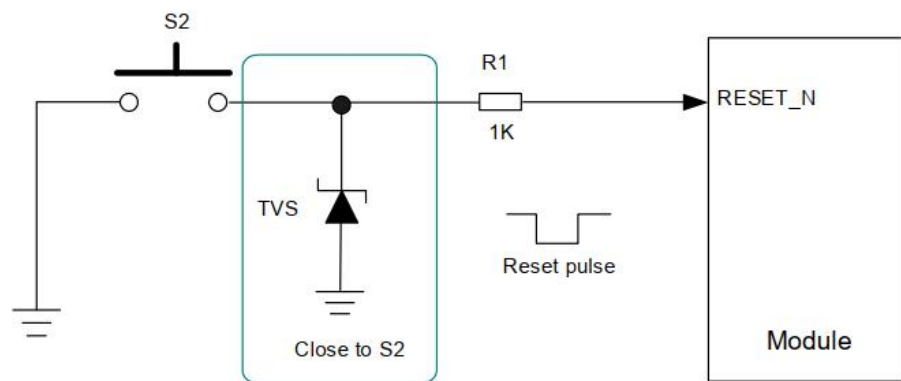 S2
R1
RESET_N
1K
TVS
Reset pulse
Close to S2
Module